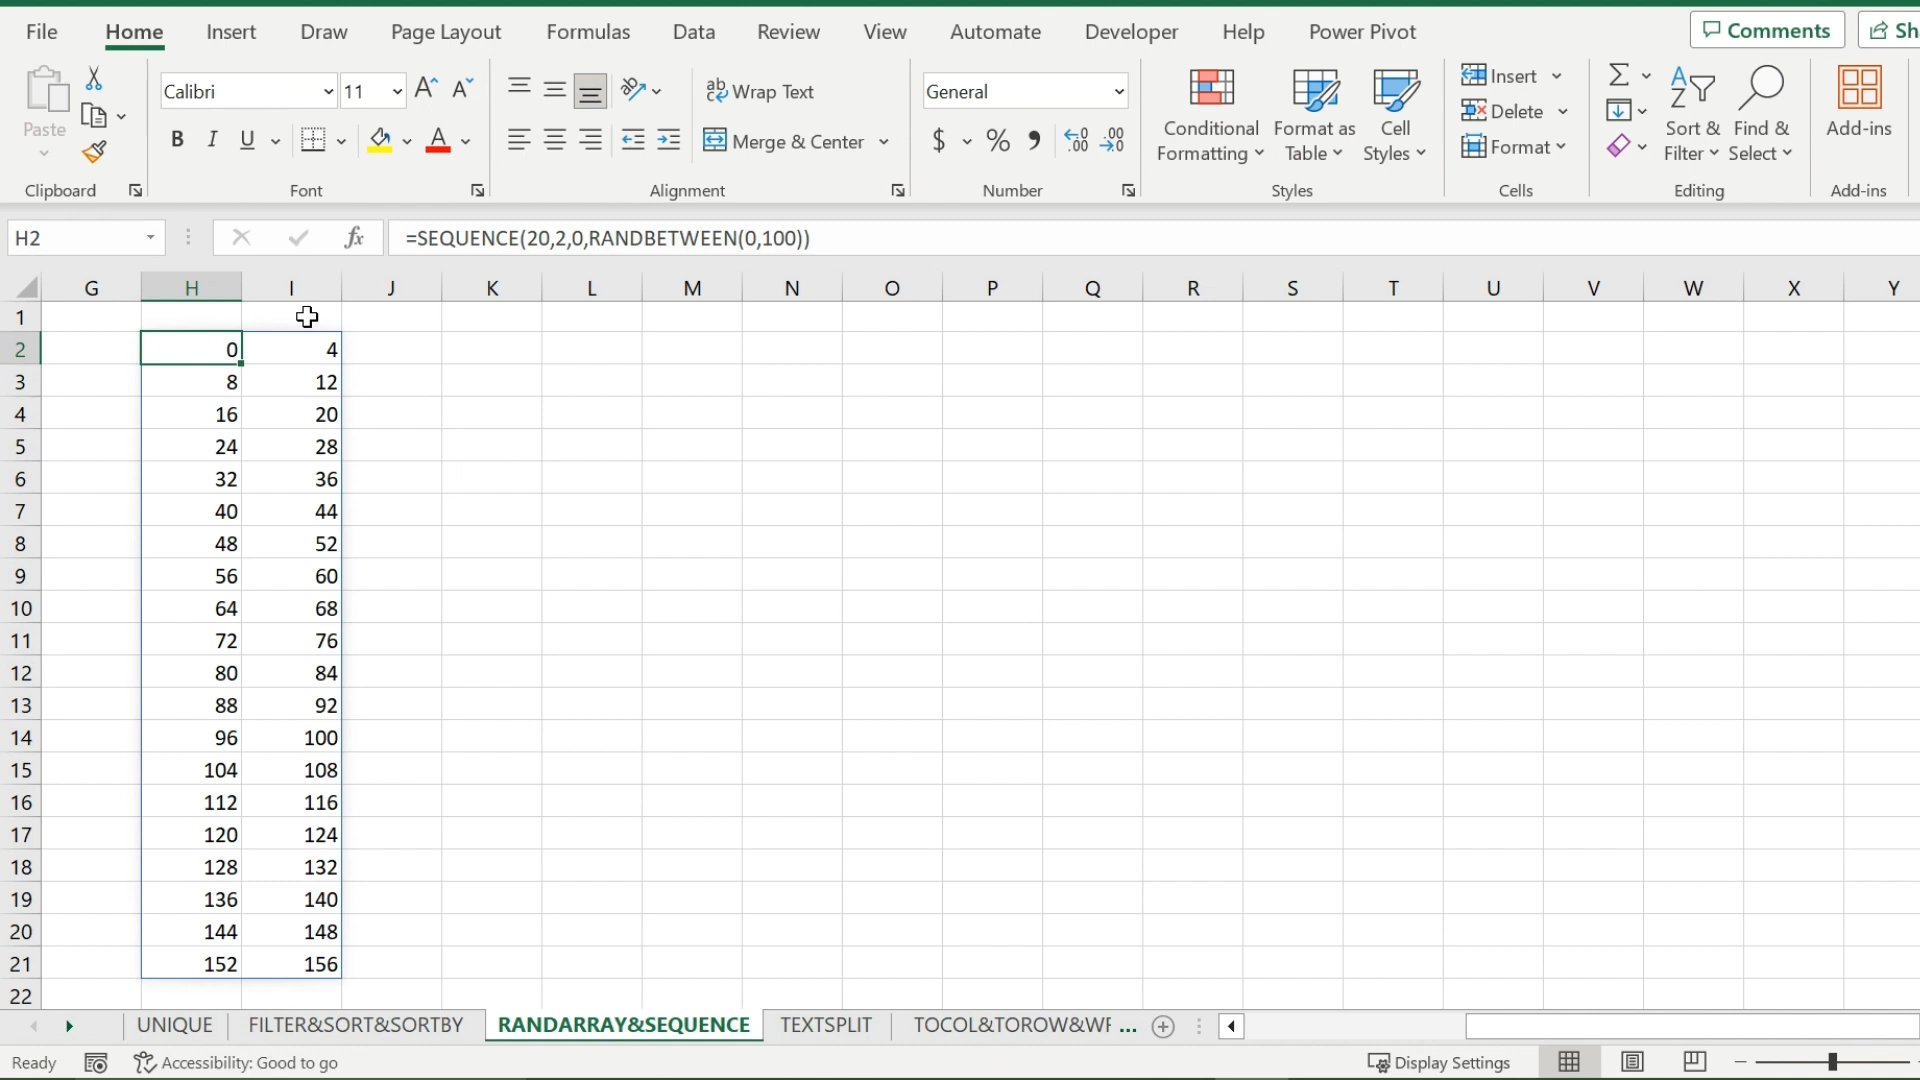 File Home Insert Draw Page Layout Formulas Data Review View Automate Developer Help Power Pivot Comments Sh
Paste
Clipboard
Calibri 11
B I U A
Font
ab Wrap Text
Merge & Center
Alignment
General
$ % 9 .00 .00
Number
Conditional Formatting
Format as Table
Cell Styles
Styles
Insert
Delete
Format
Cells
Sort & Filter
Find & Select
Editing
Add-ins
Add-ins
H2 fx =SEQUENCE(20,2,0,RANDBETWEEN(0,100))
G H I J K L M N O P Q R S T U V W X Y
1
2 0 4
3 8 12
4 16 20
5 24 28
6 32 36
7 40 44
8 48 52
9 56 60
10 64 68
11 72 76
12 80 84
13 88 92
14 96 100
15 104 108
16 112 116
17 120 124
18 128 132
19 136 140
20 144 148
21 152 156
22
UNIQUE FILTER&SORT&SORTBY RANDARRAY&SEQUENCE TEXTSPLIT TOCOL&TOROW&WF ...
Ready Accessibility: Good to go Display Settings